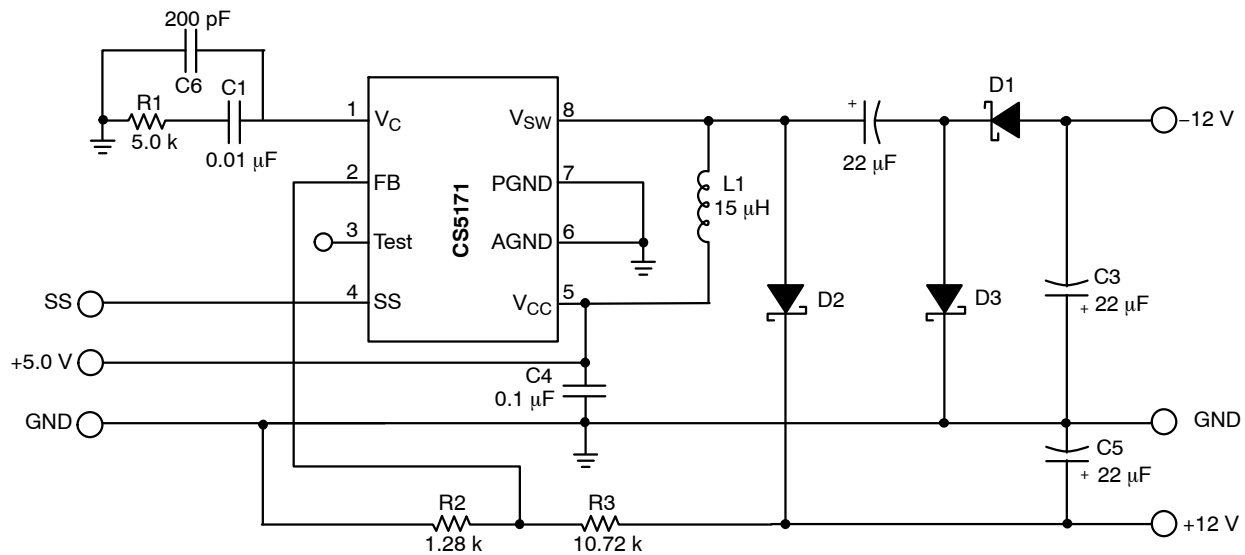 200 pF
C6
C1
R1
5.0 k
0.01 μF
1
VC
2
FB
3
Test
4
SS
CS5171
VSW
8
PGND
7
AGND
6
VCC
5
L1
15 μH
+
22 μF
D1
–12 V
D2
D3
C3
+ 22 μF
SS
+5.0 V
C4
0.1 μF
GND
GND
C5
+ 22 μF
R2
1.28 k
R3
10.72 k
+12 V